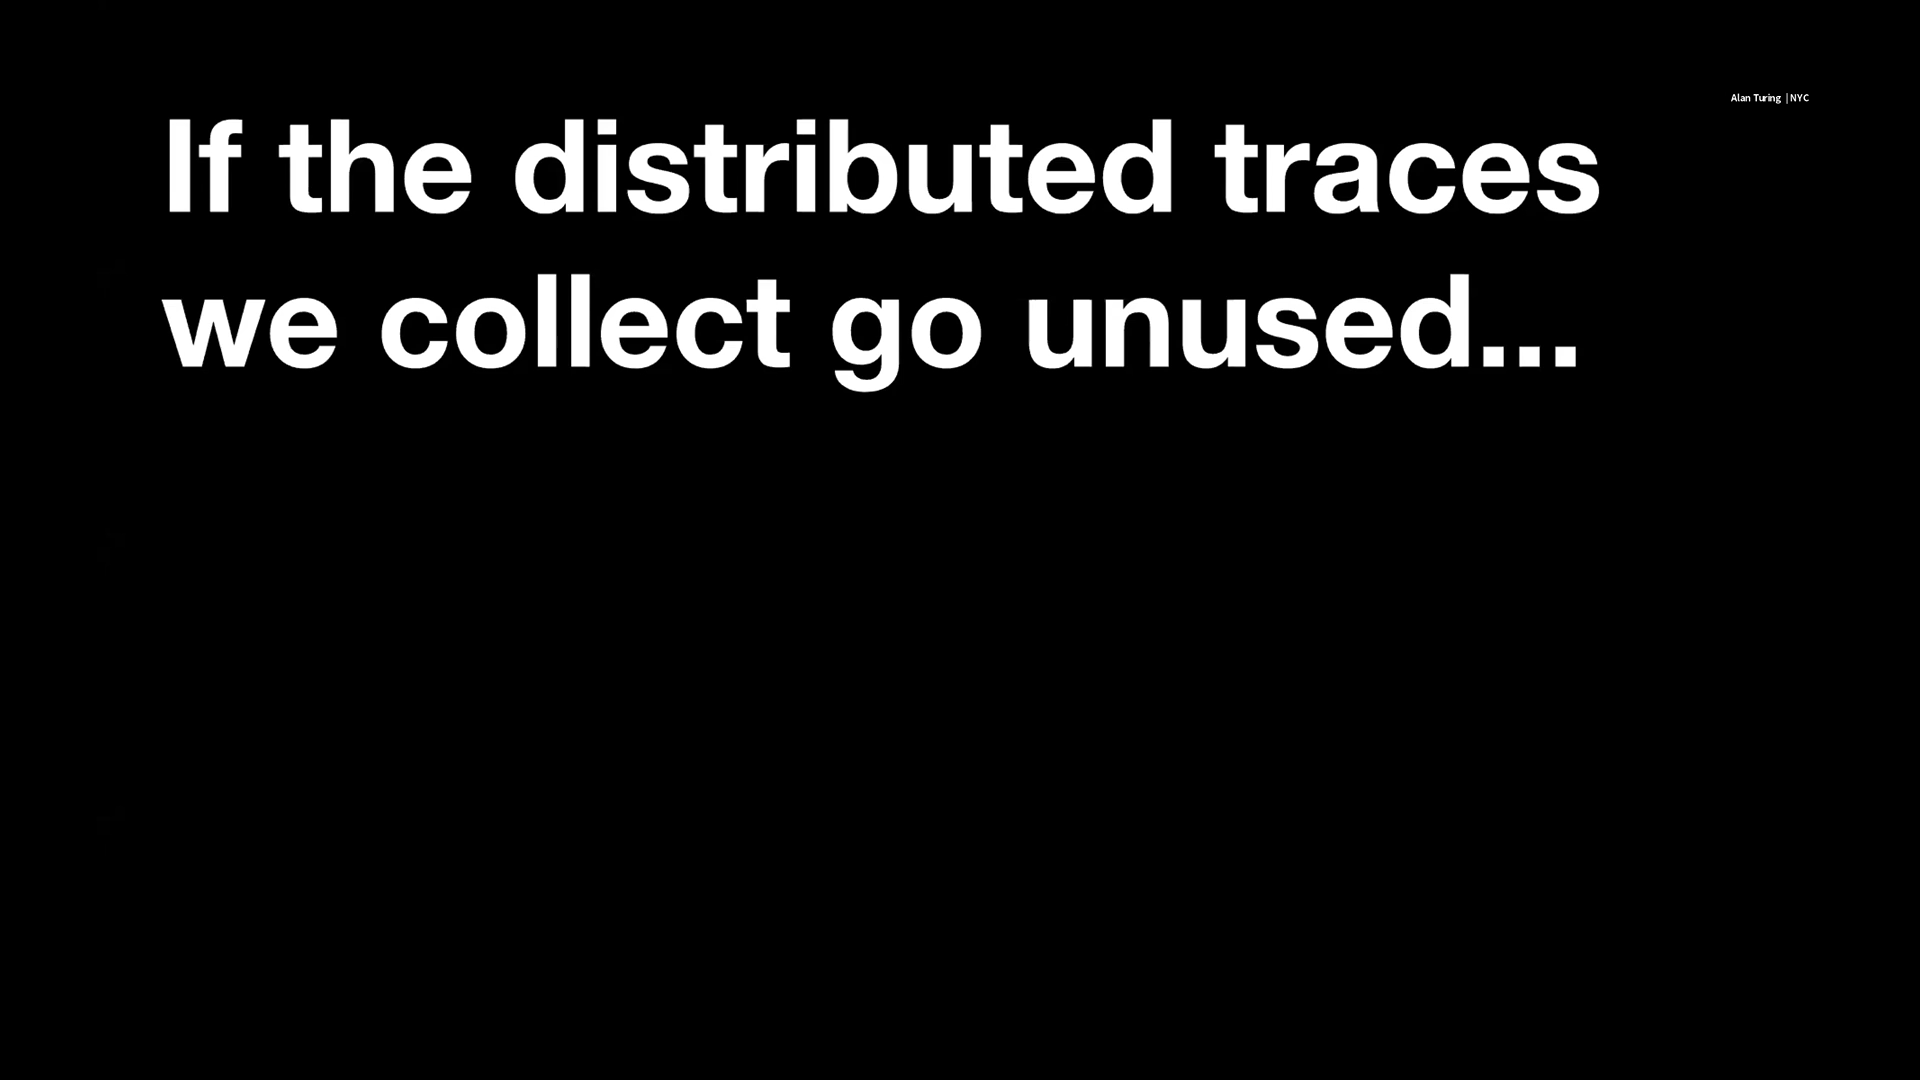 Alan Turing | NYC
If the distributed traces
we collect go unused...